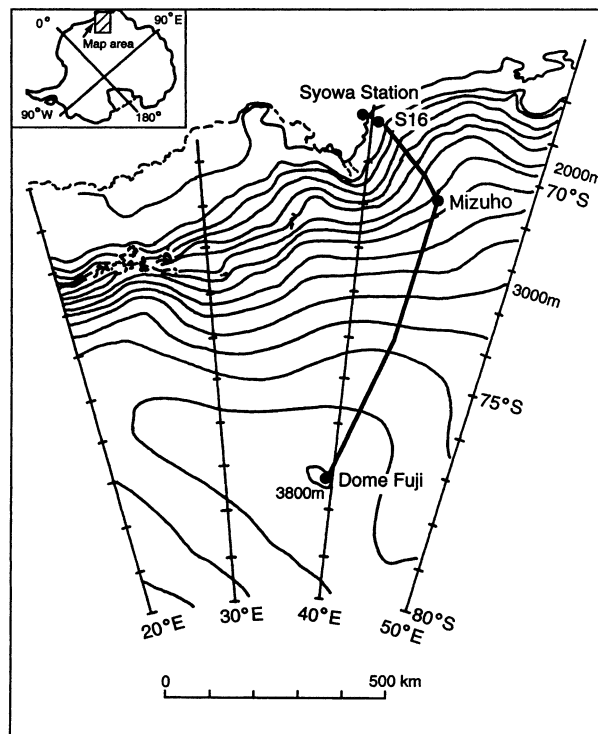 0°
90°E
Map area
90°W
180°
Syowa Station
S16
2000m
70°S
Mizuho
3000m
75°S
3800m
Dome Fuji
20°E
30°E
40°E
50°E
80°S
0
500 km